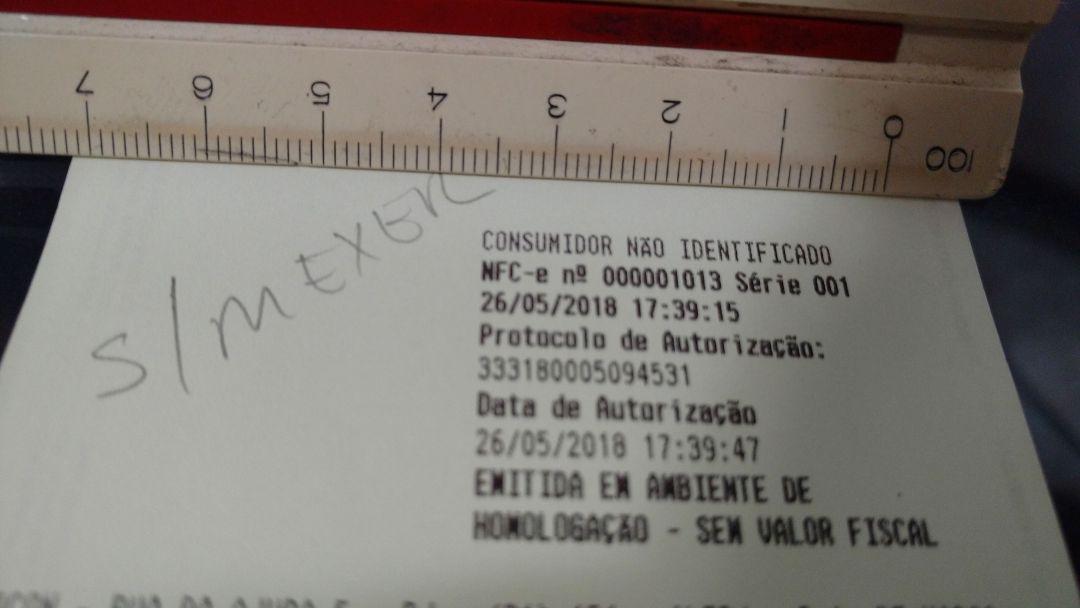 7 6 5 4 3 2 1 0 100
S/MEXER
CONSUMIDOR NÃO IDENTIFICADO
NFC-e nº 000001013 Série 001
26/05/2018 17:39:15
Protocolo de Autorização:
333180005094531
Data de Autorização
26/05/2018 17:39:47
EMITIDA EM AMBIENTE DE
HOMOLOGAÇÃO - SEM VALOR FISCAL